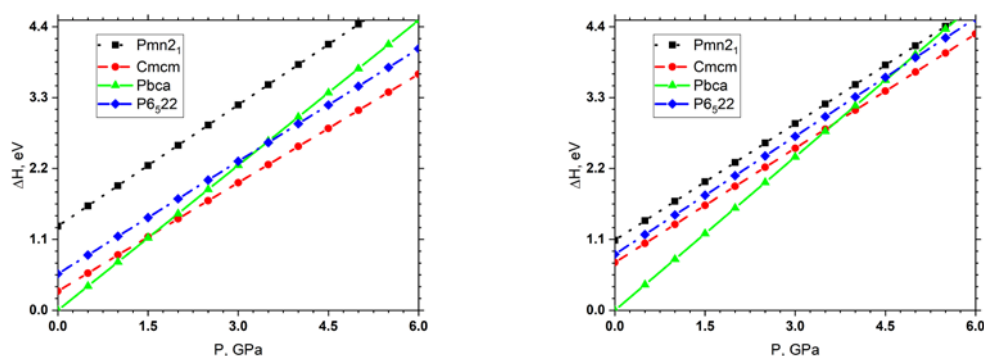 4.4
3.3
2.2
1.1
0.0
ΔH, eV
Pmn2₁
Cmcm
Pbca
P6₅22
0.0 1.5 3.0 4.5 6.0
P, GPa
4.4
3.3
2.2
1.1
0.0
ΔH, eV
Pmn2₁
Cmcm
Pbca
P6₅22
0.0 1.5 3.0 4.5 6.0
P, GPa